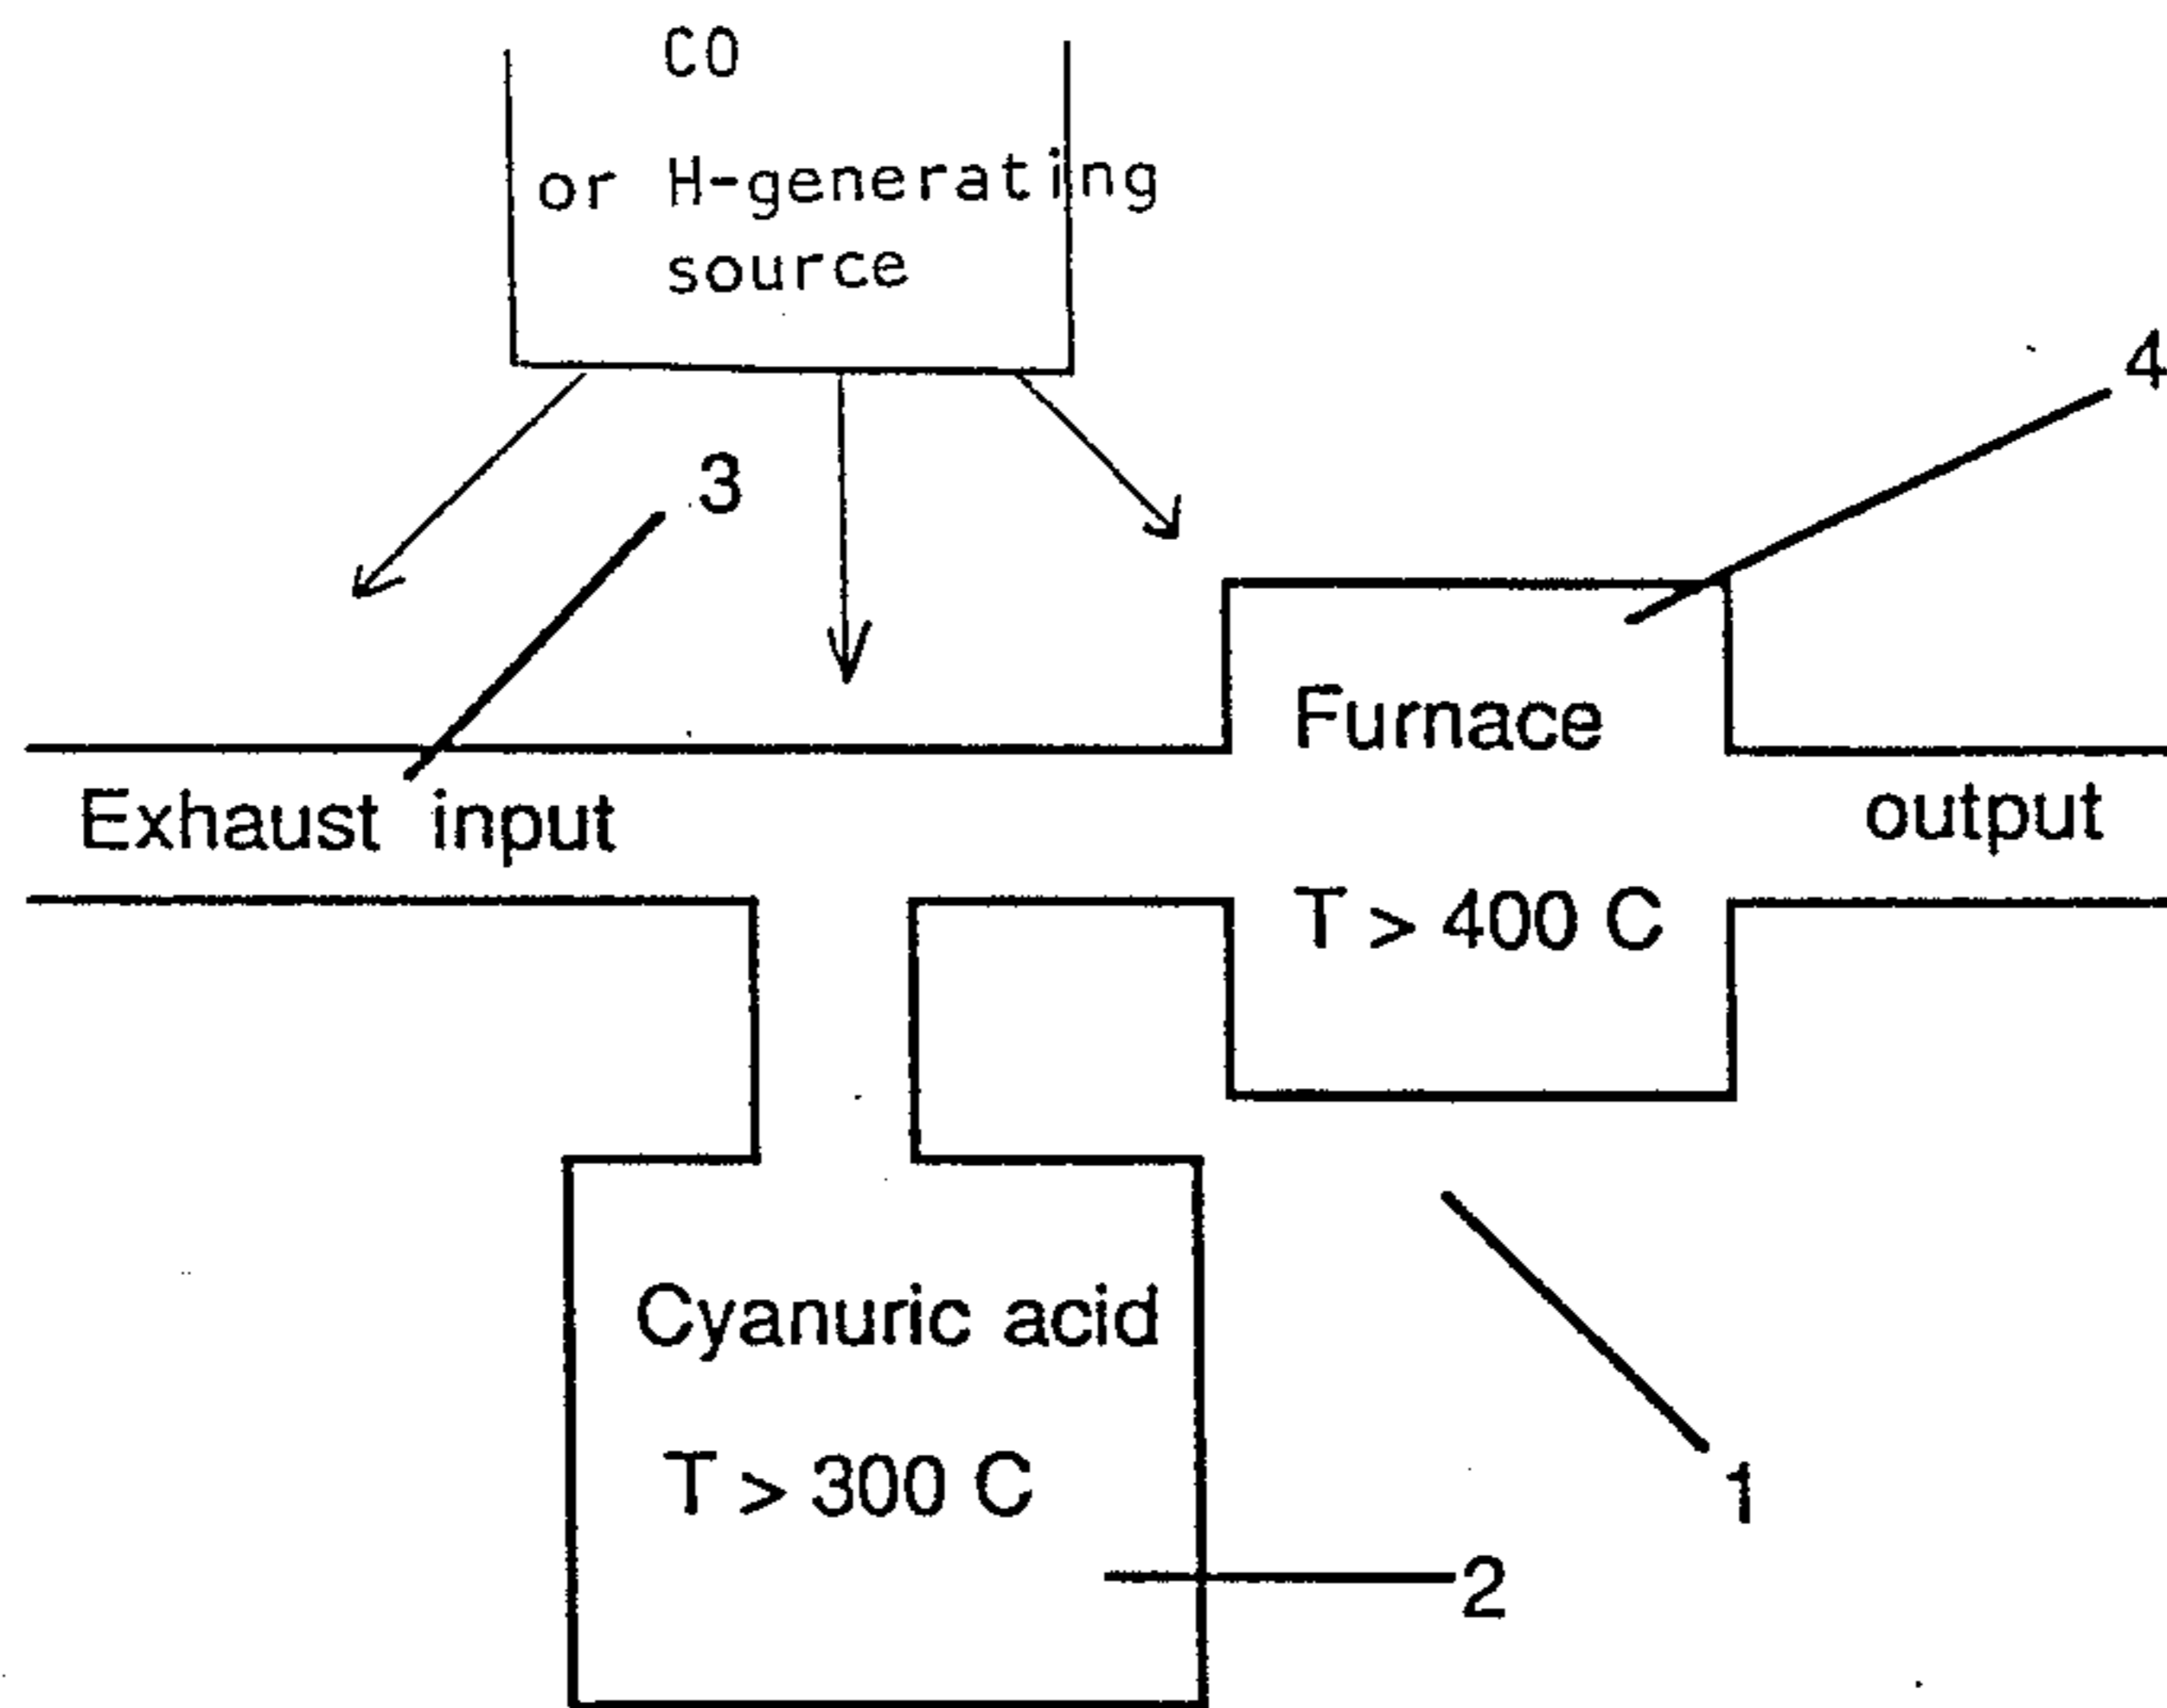 CO
or H-generating
source
4
3
Furnace
Exhaust input
output
T > 400 C
Cyanuric acid
T > 300 C
1
2